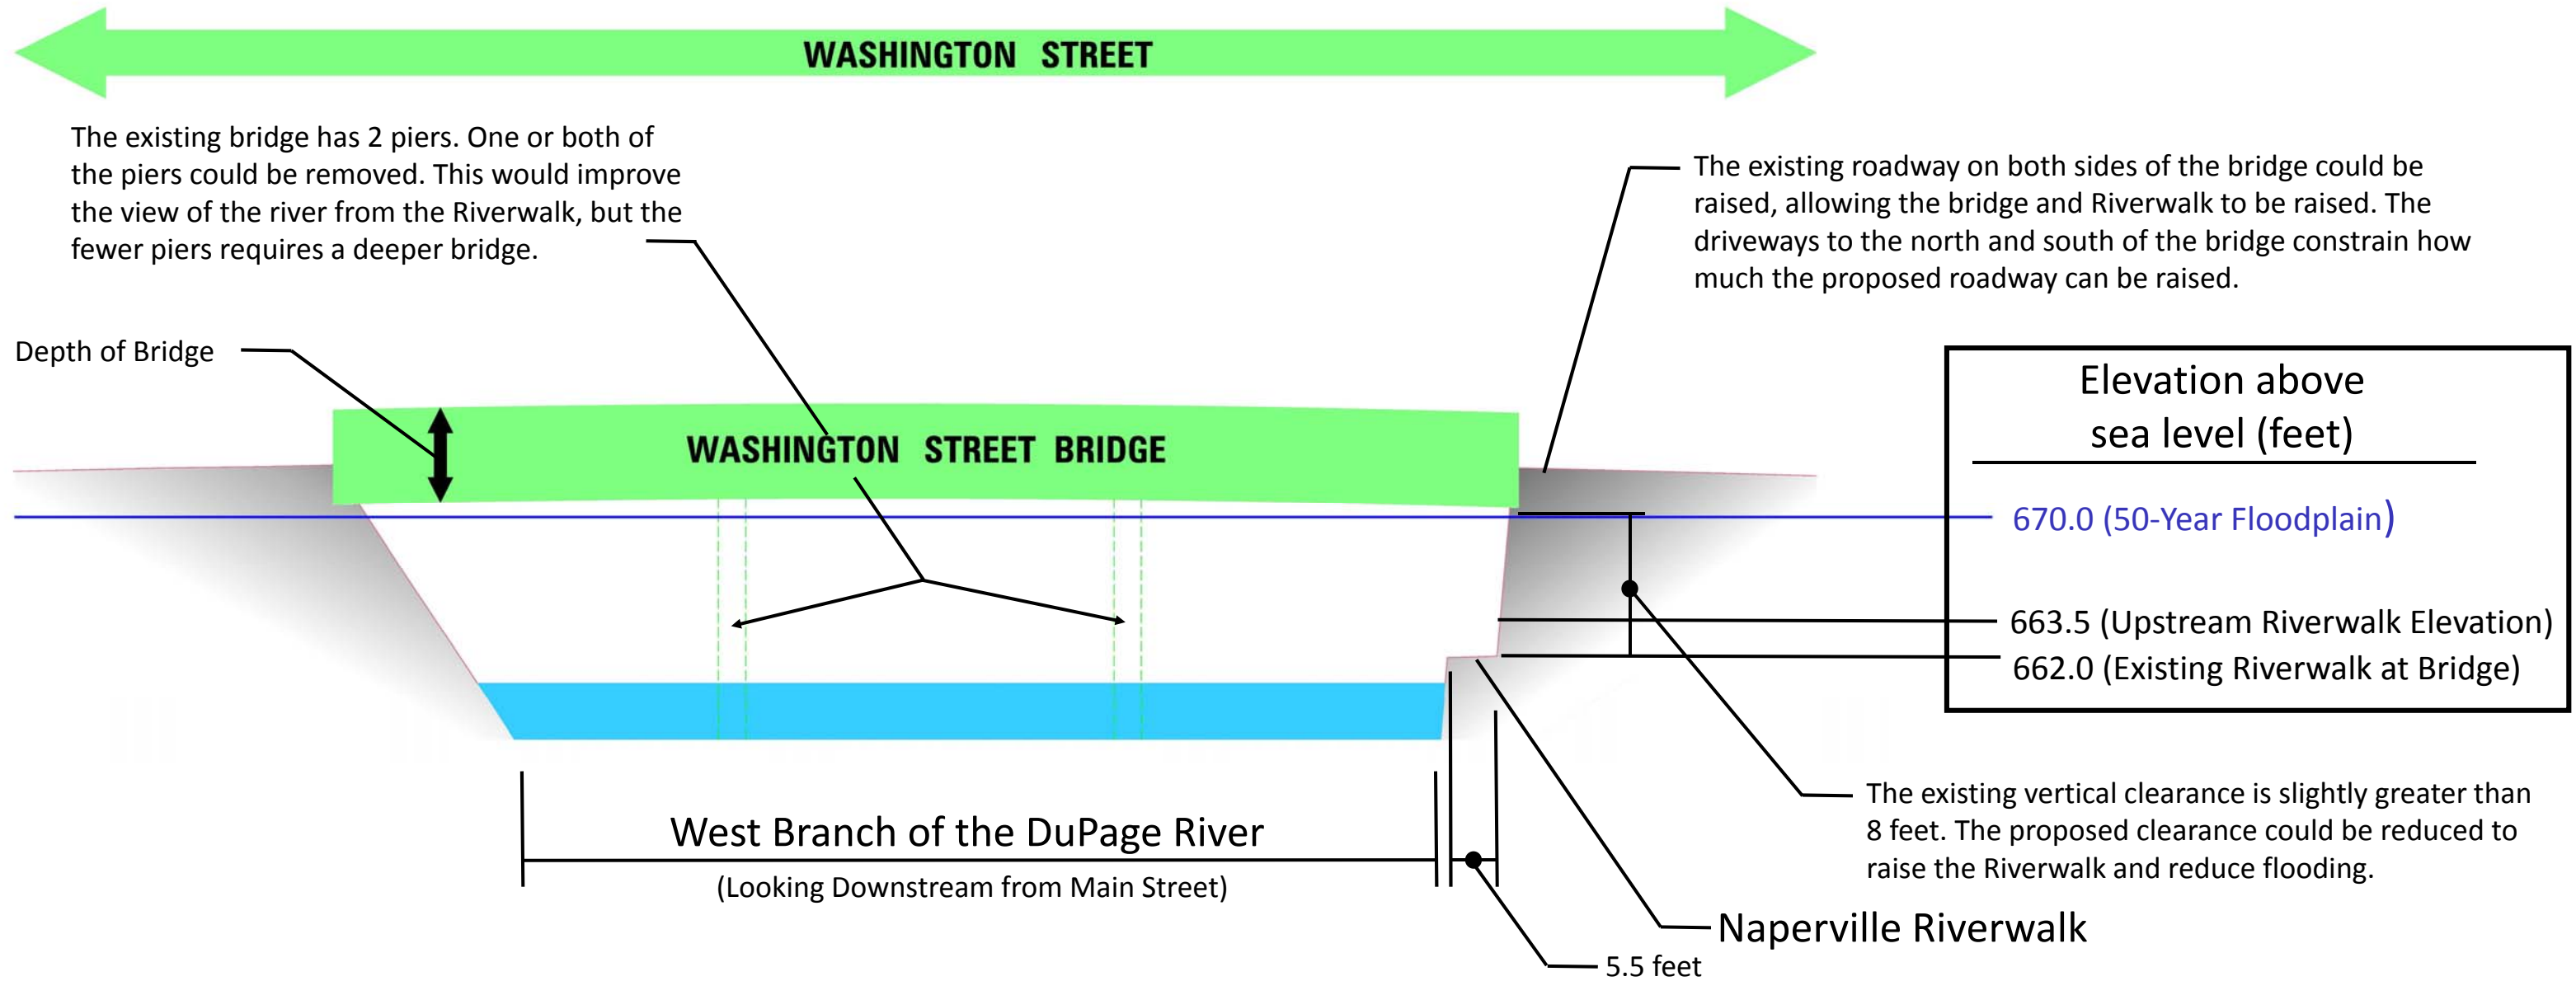 WASHINGTON STREET
The existing bridge has 2 piers. One or both of
the piers could be removed. This would improve
the view of the river from the Riverwalk, but the
fewer piers requires a deeper bridge.
The existing roadway on both sides of the bridge could be
raised, allowing the bridge and Riverwalk to be raised. The
driveways to the north and south of the bridge constrain how
much the proposed roadway can be raised.
Depth of Bridge
WASHINGTON STREET BRIDGE
Elevation above
sea level (feet)
670.0 (50-Year Floodplain)
663.5 (Upstream Riverwalk Elevation)
662.0 (Existing Riverwalk at Bridge)
West Branch of the DuPage River
(Looking Downstream from Main Street)
The existing vertical clearance is slightly greater than
8 feet. The proposed clearance could be reduced to
raise the Riverwalk and reduce flooding.
Naperville Riverwalk
5.5 feet